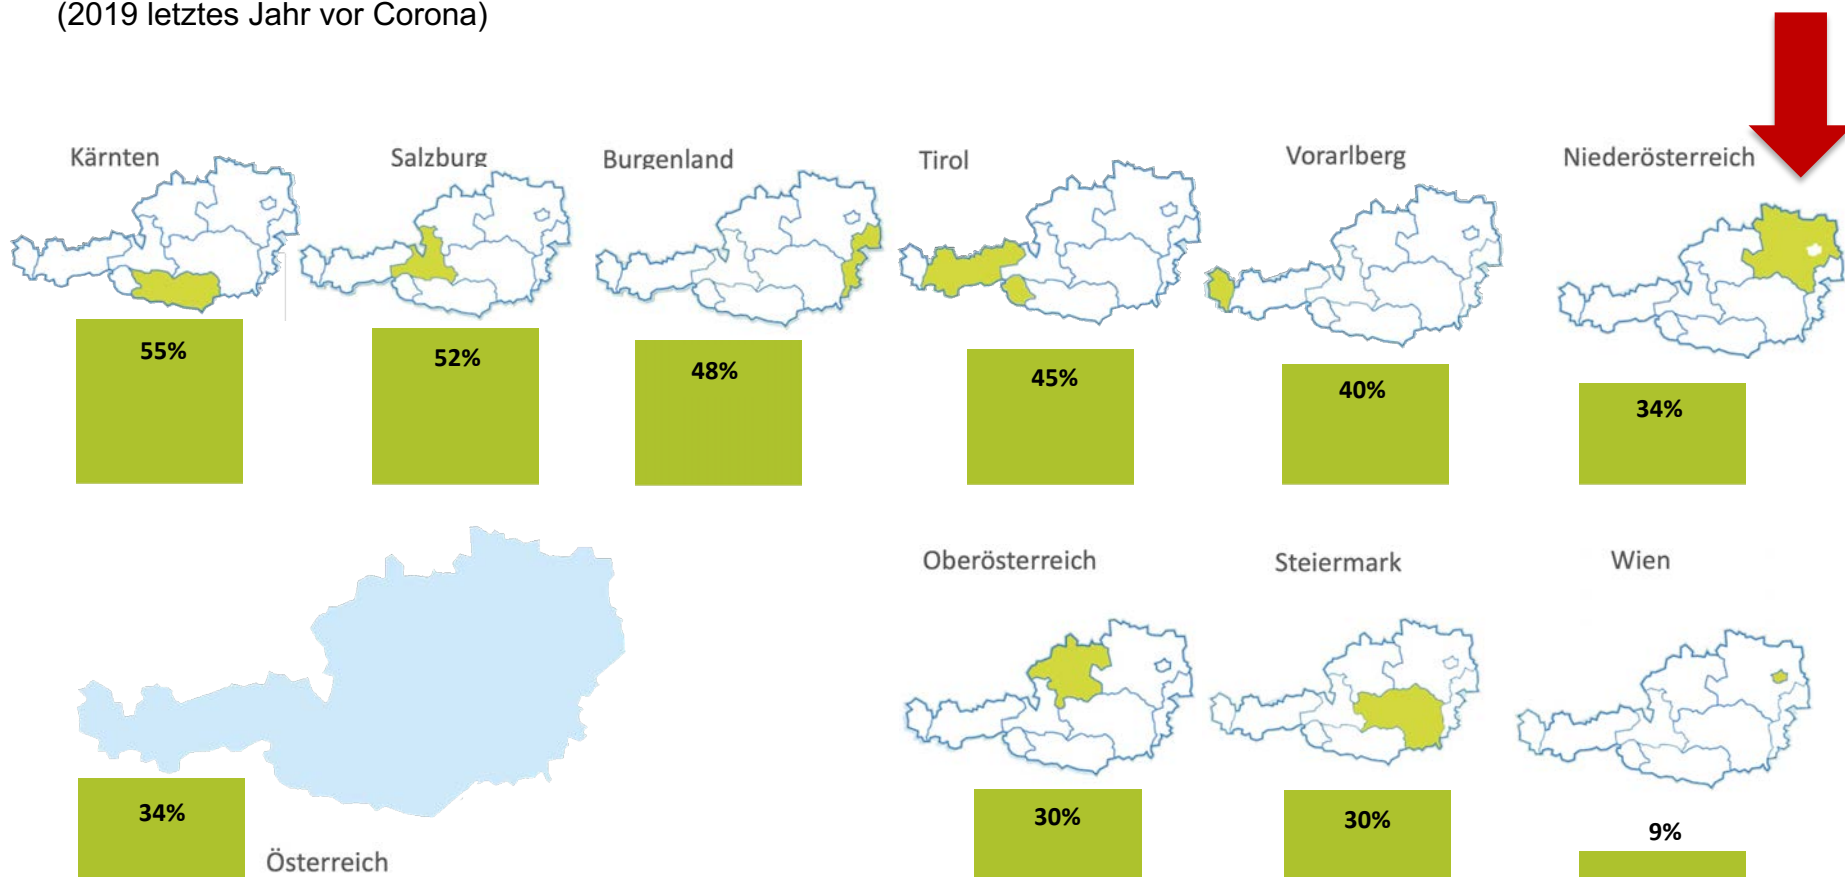 (2019 letztes Jahr vor Corona)
Kärnten
Salzburg
Burgenland
Tirol
Vorarlberg
Niederösterreich
55%
52%
48%
45%
40%
34%
Oberösterreich
Steiermark
Wien
34%
30%
30%
9%
Österreich